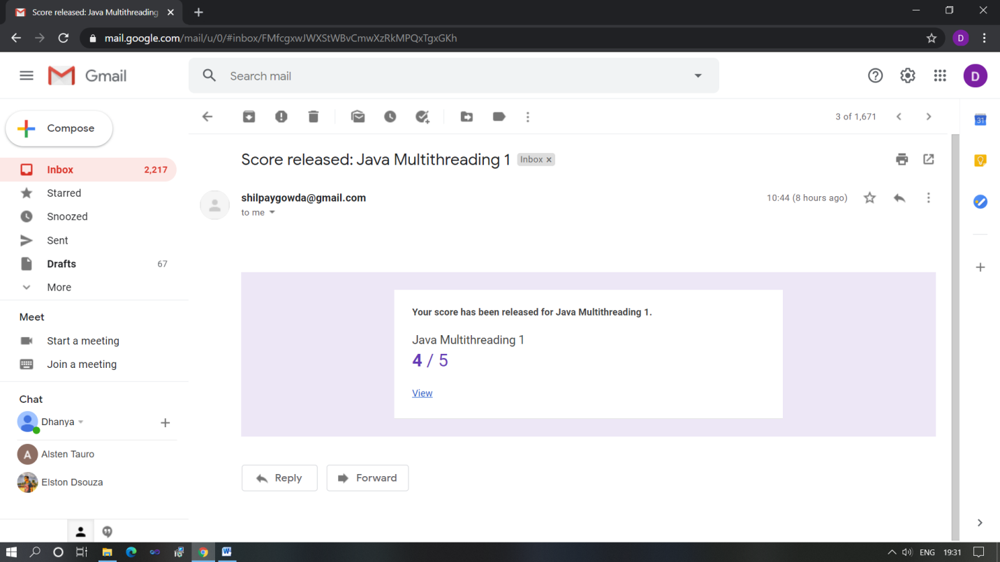 Score released: Java Multithreading
mail.google.com/mail/u/0/#inbox/FMfcgxwJWXStWBvCmwXzRkMPQxTgxGKh
D
Gmail
Search mail
D
Compose
3 of 1,671
31
Inbox 2,217
Starred
Snoozed
Sent
Drafts 67
More
Meet
Start a meeting
Join a meeting
Chat
Dhanya
A Alsten Tauro
Elston Dsouza
Score released: Java Multithreading 1 Inbox x
shilpaygowda@gmail.com 10:44 (8 hours ago)
to me
Your score has been released for Java Multithreading 1.
Java Multithreading 1
4 / 5
View
Reply Forward
W ENG 19:31